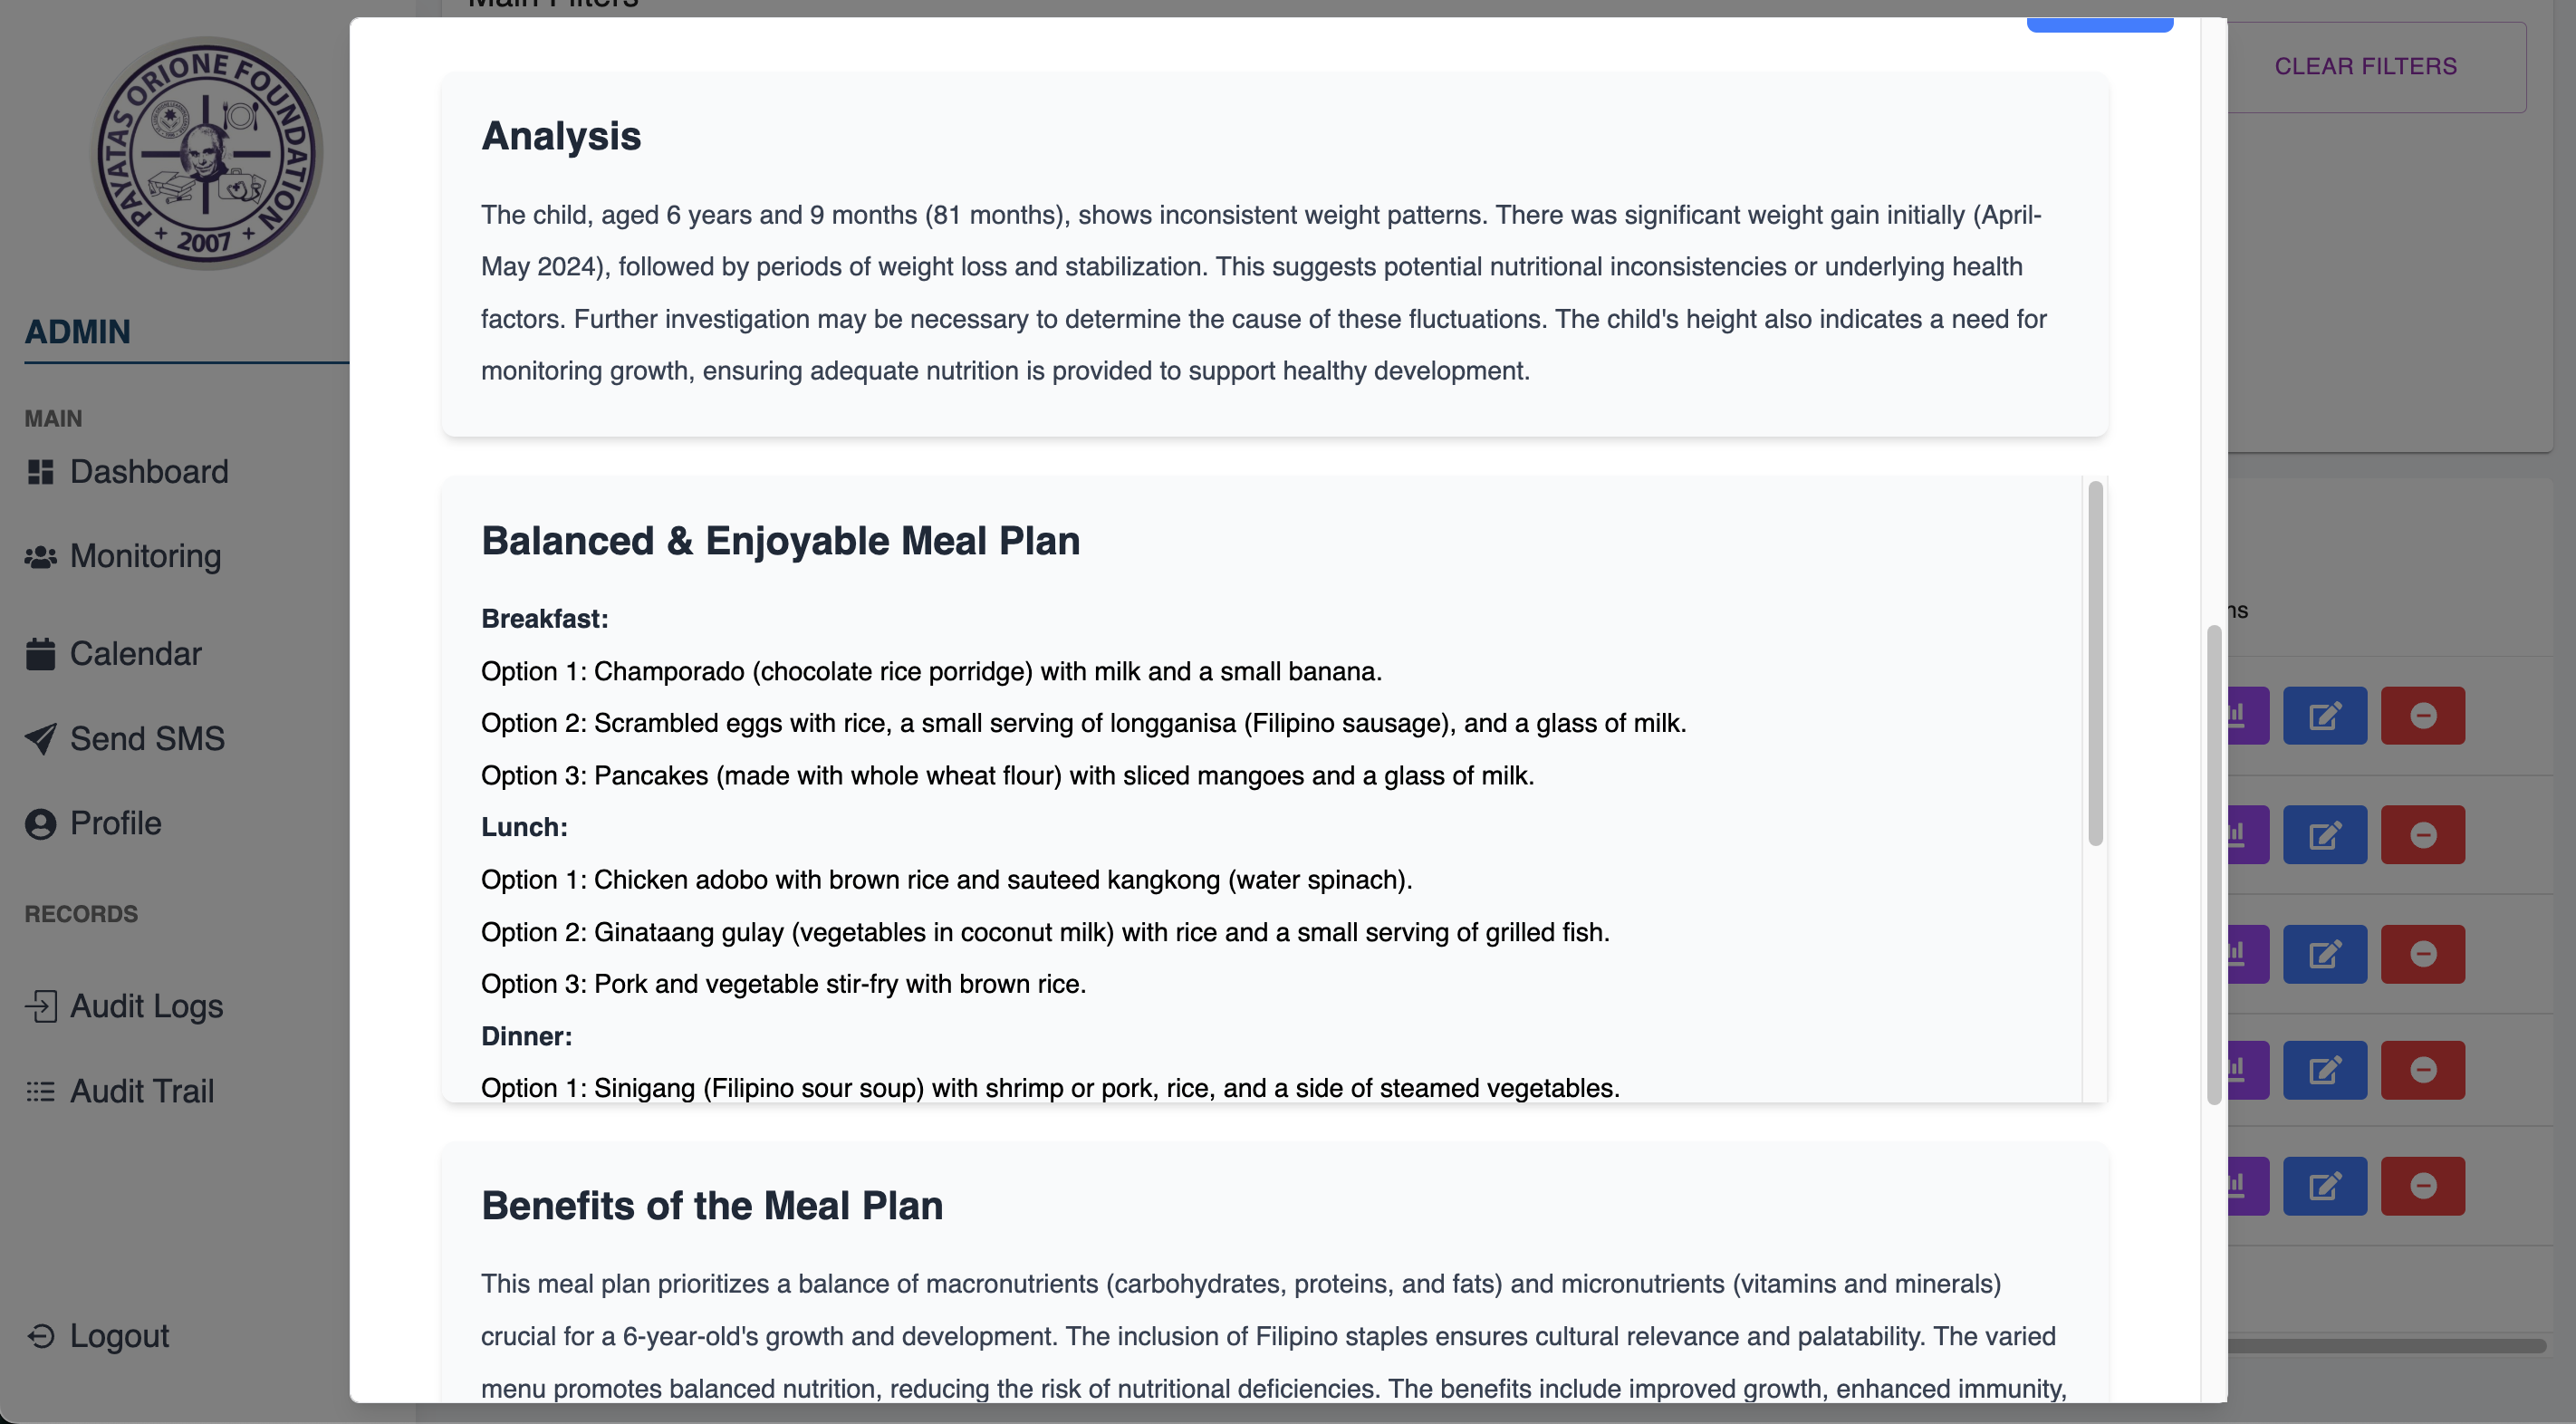 Main Filters
PAYATAS ORIONE FOUNDATION
+ 2007 +
CLEAR FILTERS
ADMIN
MAIN
Dashboard
Monitoring
Calendar
Send SMS
Profile
RECORDS
Audit Logs
Audit Trail
Logout
Analysis
The child, aged 6 years and 9 months (81 months), shows inconsistent weight patterns. There was significant weight gain initially (April-
May 2024), followed by periods of weight loss and stabilization. This suggests potential nutritional inconsistencies or underlying health
factors. Further investigation may be necessary to determine the cause of these fluctuations. The child's height also indicates a need for
monitoring growth, ensuring adequate nutrition is provided to support healthy development.
Balanced & Enjoyable Meal Plan
Breakfast:
Option 1: Champorado (chocolate rice porridge) with milk and a small banana.
Option 2: Scrambled eggs with rice, a small serving of longganisa (Filipino sausage), and a glass of milk.
Option 3: Pancakes (made with whole wheat flour) with sliced mangoes and a glass of milk.
Lunch:
Option 1: Chicken adobo with brown rice and sauteed kangkong (water spinach).
Option 2: Ginataang gulay (vegetables in coconut milk) with rice and a small serving of grilled fish.
Option 3: Pork and vegetable stir-fry with brown rice.
Dinner:
Option 1: Sinigang (Filipino sour soup) with shrimp or pork, rice, and a side of steamed vegetables.
Benefits of the Meal Plan
This meal plan prioritizes a balance of macronutrients (carbohydrates, proteins, and fats) and micronutrients (vitamins and minerals)
crucial for a 6-year-old's growth and development. The inclusion of Filipino staples ensures cultural relevance and palatability. The varied
menu promotes balanced nutrition, reducing the risk of nutritional deficiencies. The benefits include improved growth, enhanced immunity,